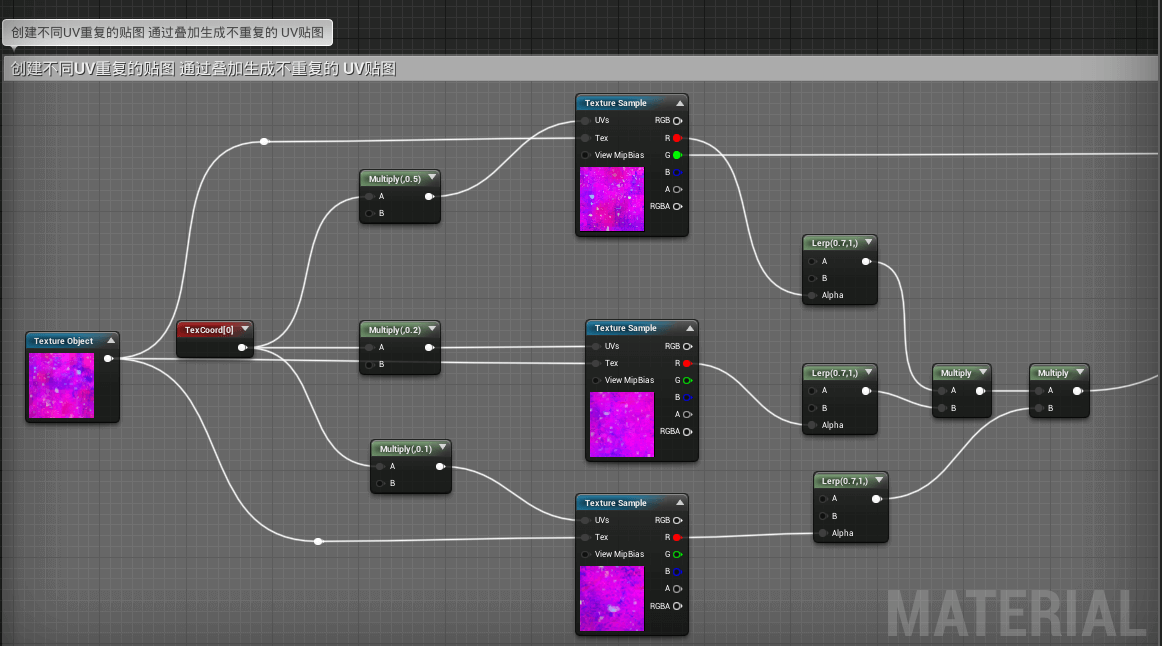 创建不同UV重复的贴图 通过叠加生成不重复的 UV贴图
创建不同UV重复的贴图 通过叠加生成不重复的 UV贴图
Texture Sample
UVs RGB
Tex R
View MipBias G
B
A
RGBA
Multiply(,0.5)
A
B
Lerp(0.7,1,)
A
B
Alpha
Texture Object
TexCoord[0]
Multiply(,0.2)
A
B
Texture Sample
UVs RGB
Tex R
View MipBias G
B
A
RGBA
Lerp(0.7,1,)
A
B
Alpha
Multiply
A
B
Multiply
A
B
Multiply(,0.1)
A
B
Texture Sample
UVs RGB
Tex R
View MipBias G
B
A
RGBA
Lerp(0.7,1,)
A
B
Alpha
MATERIAL